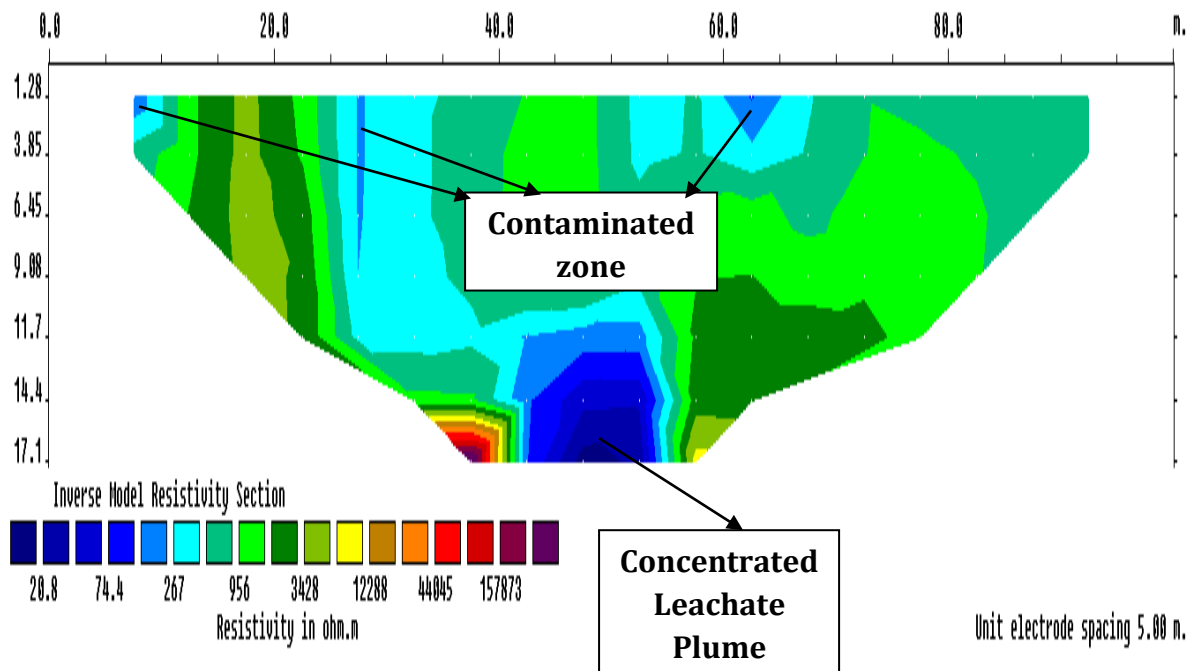 0.0 20.0 40.0 60.0 80.0 m.
1.28
3.85
6.45
9.08
11.7
14.4
17.1
Contaminated
zone
Inverse Model Resistivity Section
20.8 74.4 267 956 3428 12288 44045 157873
Resistivity in ohm.m
Concentrated
Leachate
Plume
Unit electrode spacing 5.00 m.